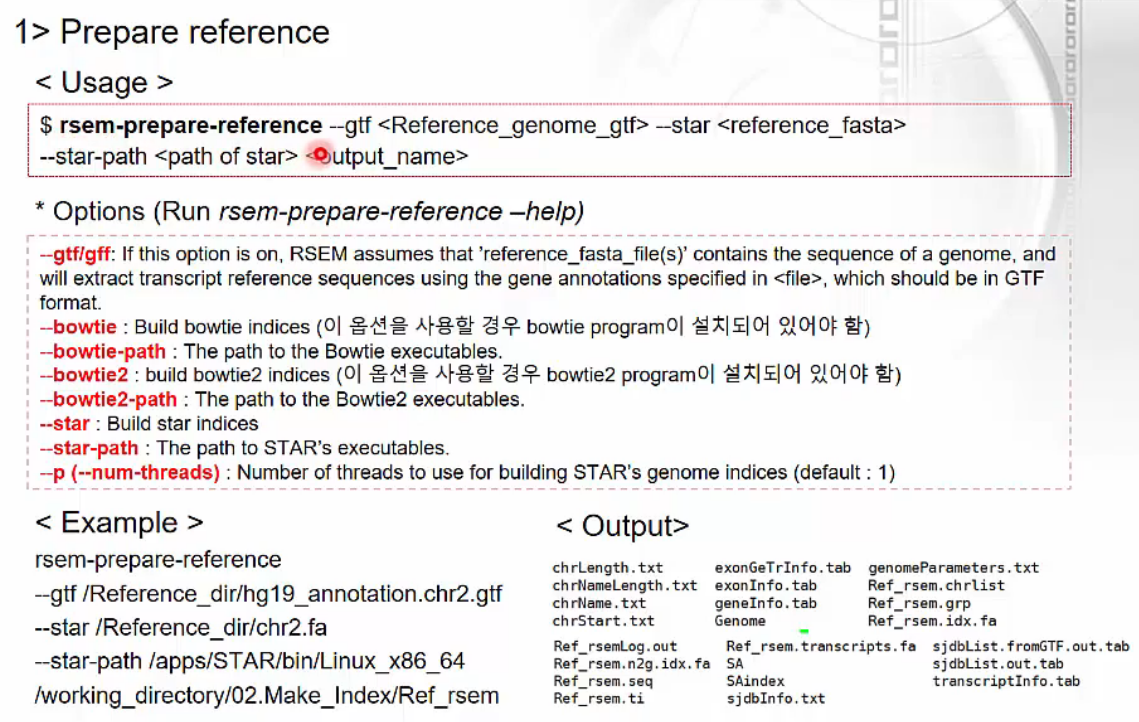 1> Prepare reference
< Usage >
$ rsem-prepare-reference --gtf <Reference_genome_gtf> --star <reference_fasta>
--star-path <path of star> <output_name>
* Options (Run rsem-prepare-reference –help)
--gtf/gff: If this option is on, RSEM assumes that ’reference_fasta_file(s)’ contains the sequence of a genome, and
will extract transcript reference sequences using the gene annotations specified in <file>, which should be in GTF
format.
--bowtie : Build bowtie indices (이 옵션을 사용할 경우 bowtie program이 설치되어 있어야 함)
--bowtie-path : The path to the Bowtie executables.
--bowtie2 : build bowtie2 indices (이 옵션을 사용할 경우 bowtie2 program이 설치되어 있어야 함)
--bowtie2-path : The path to the Bowtie2 executables.
--star : Build star indices
--star-path : The path to STAR’s executables.
--p (--num-threads) : Number of threads to use for building STAR’s genome indices (default : 1)
< Example >
rsem-prepare-reference
--gtf /Reference_dir/hg19_annotation.chr2.gtf
--star /Reference_dir/chr2.fa
--star-path /apps/STAR/bin/Linux_x86_64
/working_directory/02.Make_Index/Ref_rsem
< Output>
chrLength.txt exonGeTrInfo.tab genomeParameters.txt
chrNameLength.txt exonInfo.tab Ref_rsem.chrlist
chrName.txt geneInfo.tab Ref_rsem.grp
chrStart.txt Genome Ref_rsem.idx.fa
Ref_rsemLog.out Ref_rsem.transcripts.fa sjdbList.fromGTF.out.tab
Ref_rsem.n2g.idx.fa SA sjdbList.out.tab
Ref_rsem.seq SAindex transcriptInfo.tab
Ref_rsem.ti sjdbInfo.txt